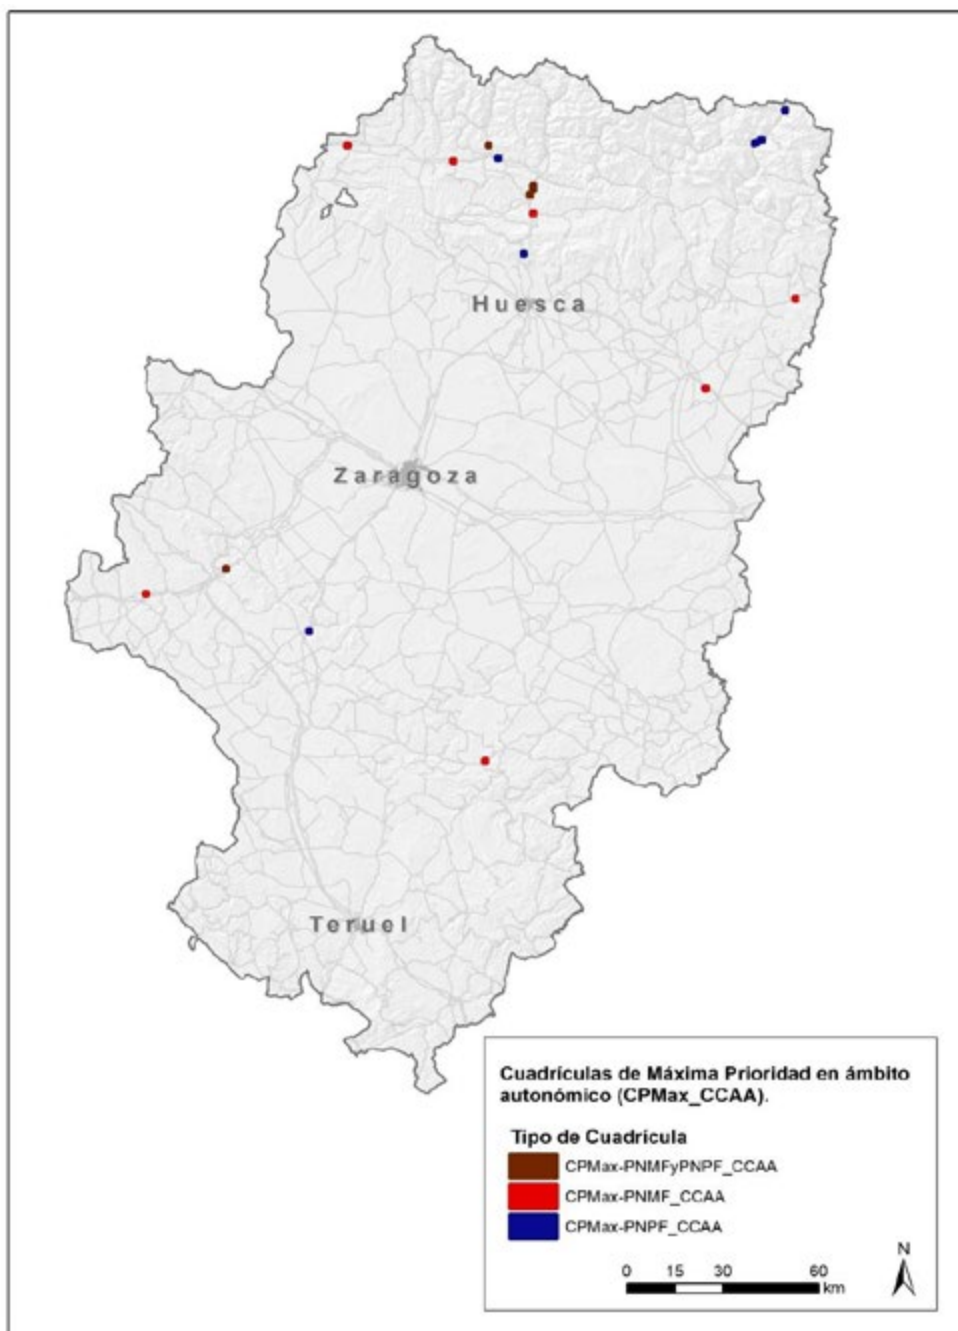 Huesca
Zaragoza
Teruel
Cuadrículas de Máxima Prioridad en ámbito
autonómico (CPMax_CCAA).
Tipo de Cuadrícula
CPMax-PNMFyPNPF_CCAA
CPMax-PNMF_CCAA
CPMax-PNPF_CCAA
N
0 15 30 60
km